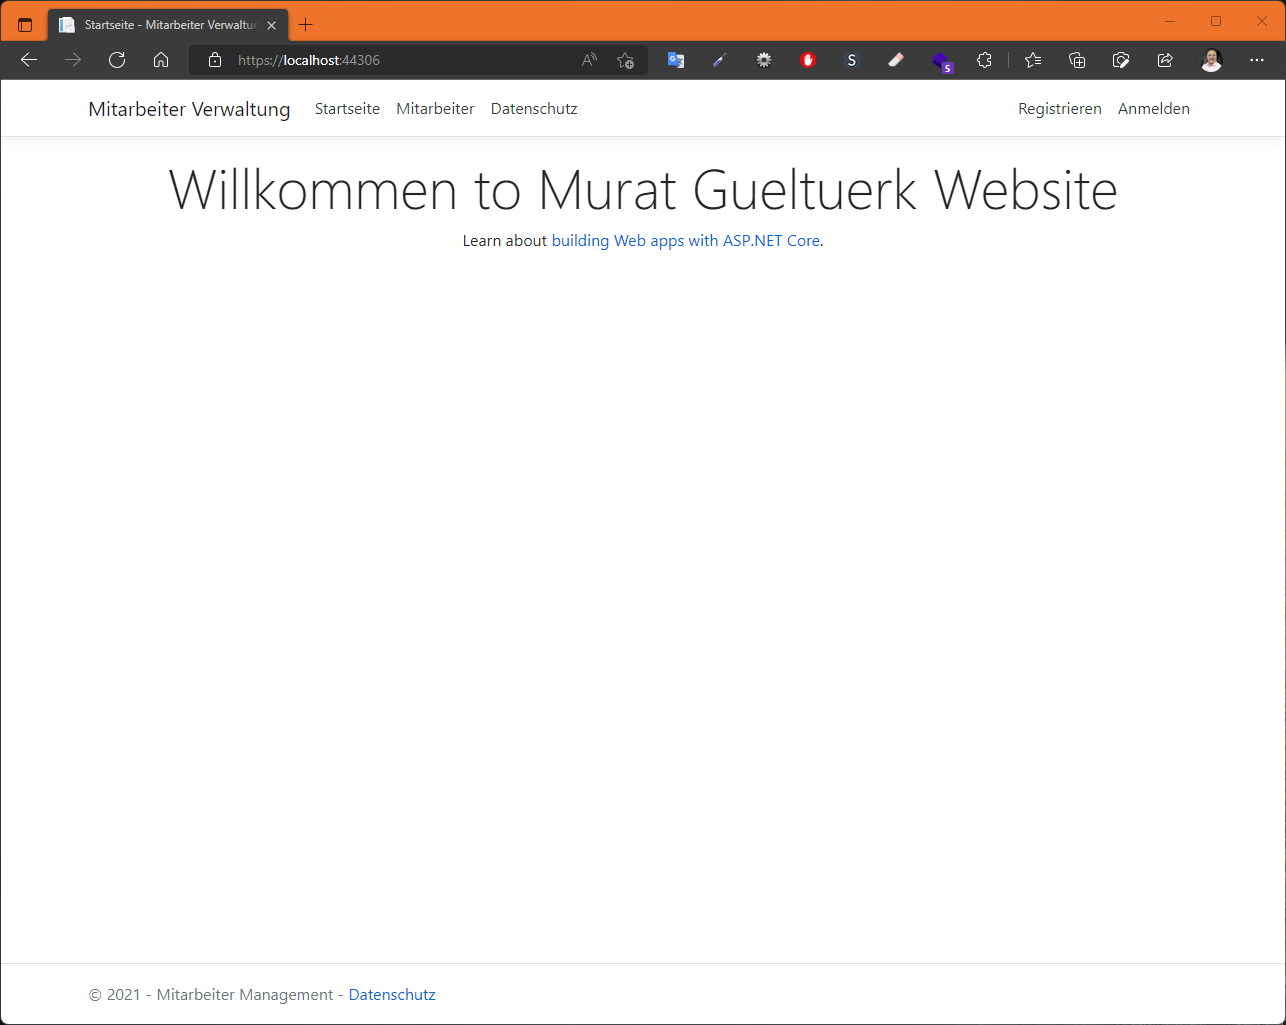 Startseite - Mitarbeiter Verwaltun
https://localhost:44306
S
5
Mitarbeiter Verwaltung Startseite Mitarbeiter Datenschutz Registrieren Anmelden
Willkommen to Murat Gueltuerk Website
Learn about building Web apps with ASP.NET Core.
© 2021 - Mitarbeiter Management - Datenschutz